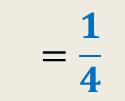 = 1/4